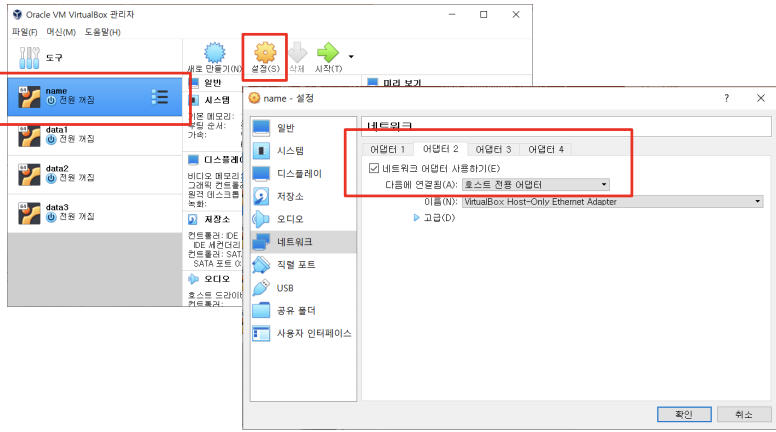 Oracle VM VirtualBox 관리자
파일(F) 머신(M) 도움말(H)
도구
새로 만들기(N) 설정(S) 삭제 시작(T)
name
전원 꺼짐
data1
전원 꺼짐
data2
전원 꺼짐
data3
전원 꺼짐
일반
미리 보기
시스템
기본 메모리:
부팅 순서:
가속:
디스플레이
비디오 메모리:
그래픽 컨트롤
원격 데스크톱
녹화:
저장소
컨트롤러: IDE
IDE 세컨더리
컨트롤러: SAT
SATA 포트 0:
오디오
호스트 드라이버
컨트롤러:
name - 설정
일반
시스템
디스플레이
저장소
오디오
네트워크
직렬 포트
USB
공유 폴더
사용자 인터페이스
네트워크
어댑터 1 어댑터 2 어댑터 3 어댑터 4
네트워크 어댑터 사용하기(E)
다음에 연결됨(A): 호스트 전용 어댑터
이름(N): VirtualBox Host-Only Ethernet Adapter
고급(D)
확인 취소